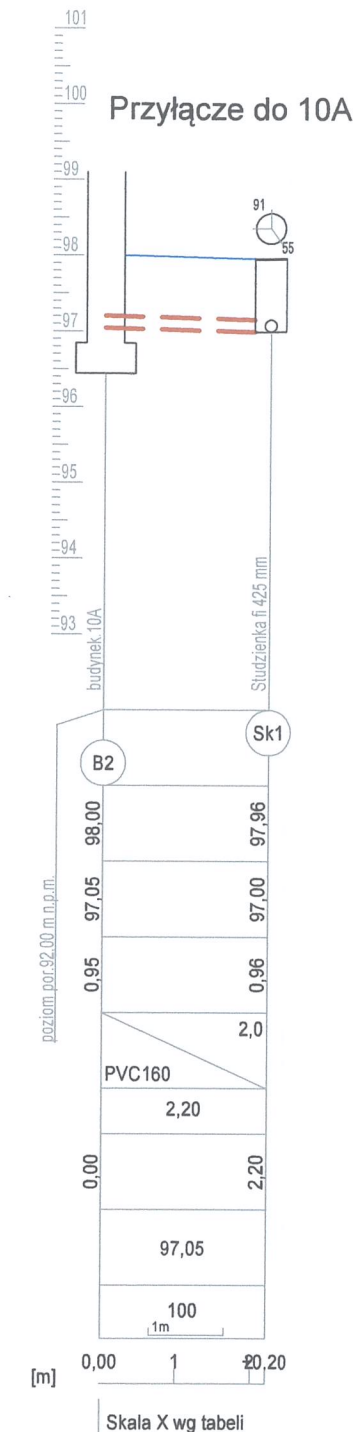 101
100
Przyłącze do 10A
99
91
98
55
97
96
95
94
93
budynek.10A
Studzienka fi 425 mm
B2
Sk1
poziom por.92,00 m n.p.m.
98,00
97,96
97,05
97,00
0,95
0,96
2,0
PVC160
2,20
0,00
2,20
97,05
100
1m
[m]
0,00
1
Skala X wg tabeli